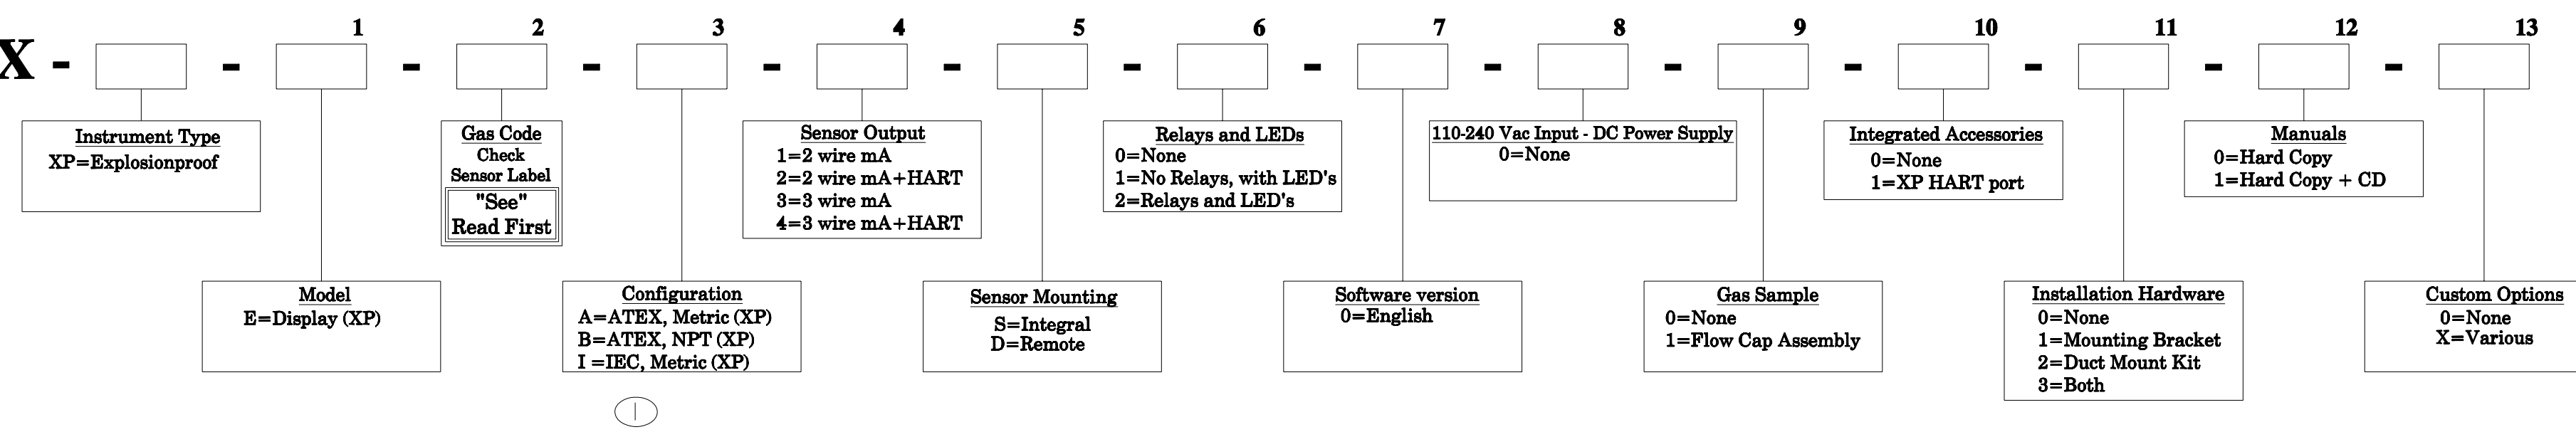 1 2 3 4 5 6 7 8 9 10 11 12 13
X - - - - - - - - - - - - - -
Instrument Type
XP=Explosionproof
Gas Code
Check
Sensor Label
"See"
Read First
Sensor Output
1=2 wire mA
2=2 wire mA+HART
3=3 wire mA
4=3 wire mA+HART
Relays and LEDs
0=None
1=No Relays, with LED's
2=Relays and LED's
110-240 Vac Input - DC Power Supply
0=None
Integrated Accessories
0=None
1=XP HART port
Manuals
0=Hard Copy
1=Hard Copy + CD
Model
E=Display (XP)
Configuration
A=ATEX, Metric (XP)
B=ATEX, NPT (XP)
I =IEC, Metric (XP)
Sensor Mounting
S=Integral
D=Remote
Software version
0=English
Gas Sample
0=None
1=Flow Cap Assembly
Installation Hardware
0=None
1=Mounting Bracket
2=Duct Mount Kit
3=Both
Custom Options
0=None
X=Various
|